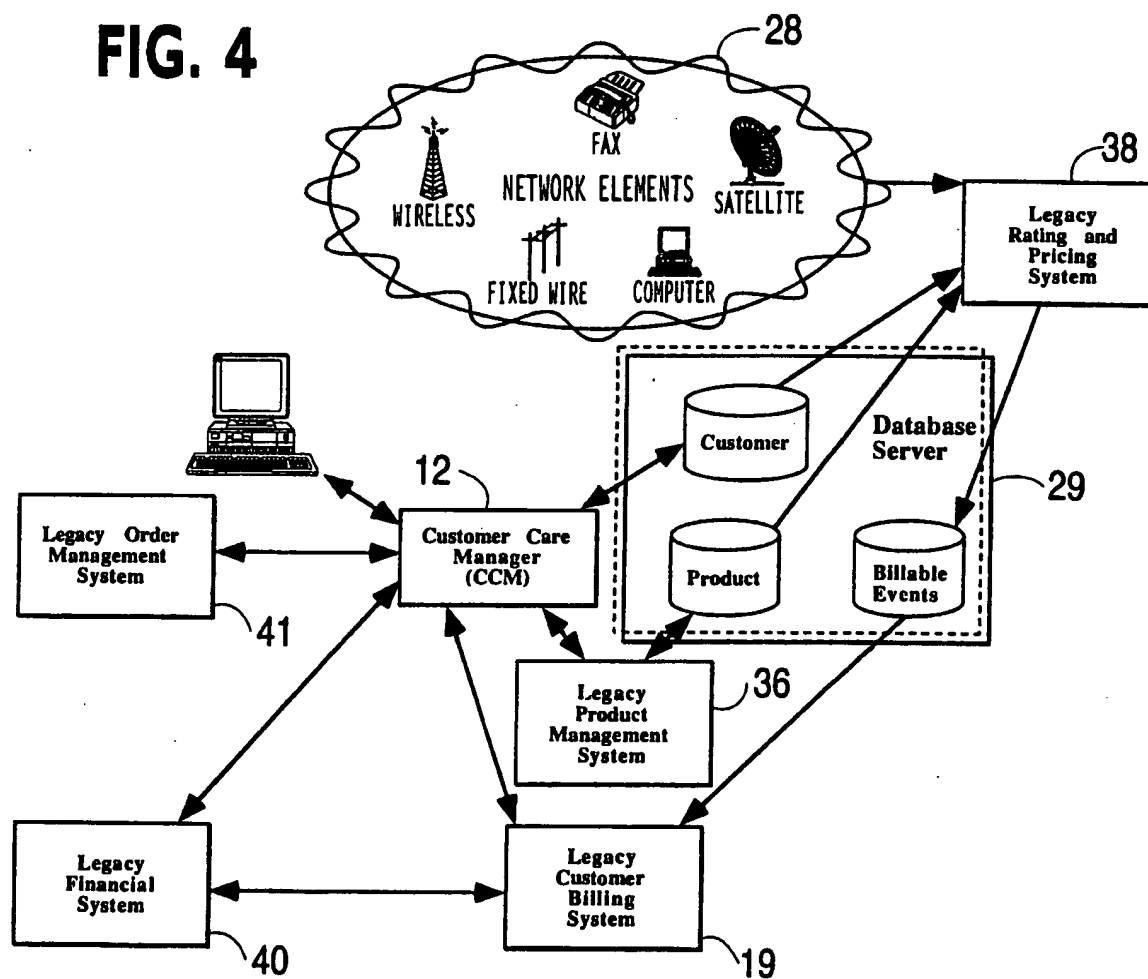 FIG. 4
28
FAX
WIRELESS
NETWORK ELEMENTS
SATELLITE
FIXED WIRE
COMPUTER
38
Legacy
Rating and
Pricing
System
Customer
Database
Server
29
12
Customer Care
Manager
(CCM)
Legacy Order
Management
System
41
Product
Billable
Events
Legacy
Product
Management
System
36
Legacy
Financial
System
40
Legacy
Customer
Billing
System
19